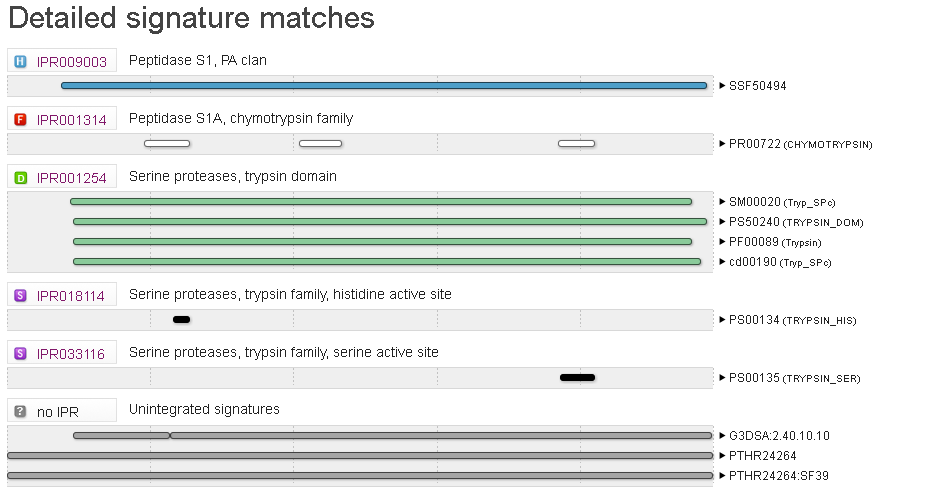 Detailed signature matches
H IPR009003 Peptidase S1, PA clan
SSF50494
F IPR001314 Peptidase S1A, chymotrypsin family
PR00722 (CHYMOTRYPSIN)
D IPR001254 Serine proteases, trypsin domain
SM00020 (Tryp_SPc)
PS50240 (TRYPSIN_DOM)
PF00089 (Trypsin)
cd00190 (Tryp_SPc)
S IPR018114 Serine proteases, trypsin family, histidine active site
PS00134 (TRYPSIN_HIS)
S IPR033116 Serine proteases, trypsin family, serine active site
PS00135 (TRYPSIN_SER)
? no IPR Unintegrated signatures
G3DSA:2.40.10.10
PTHR24264
PTHR24264:SF39